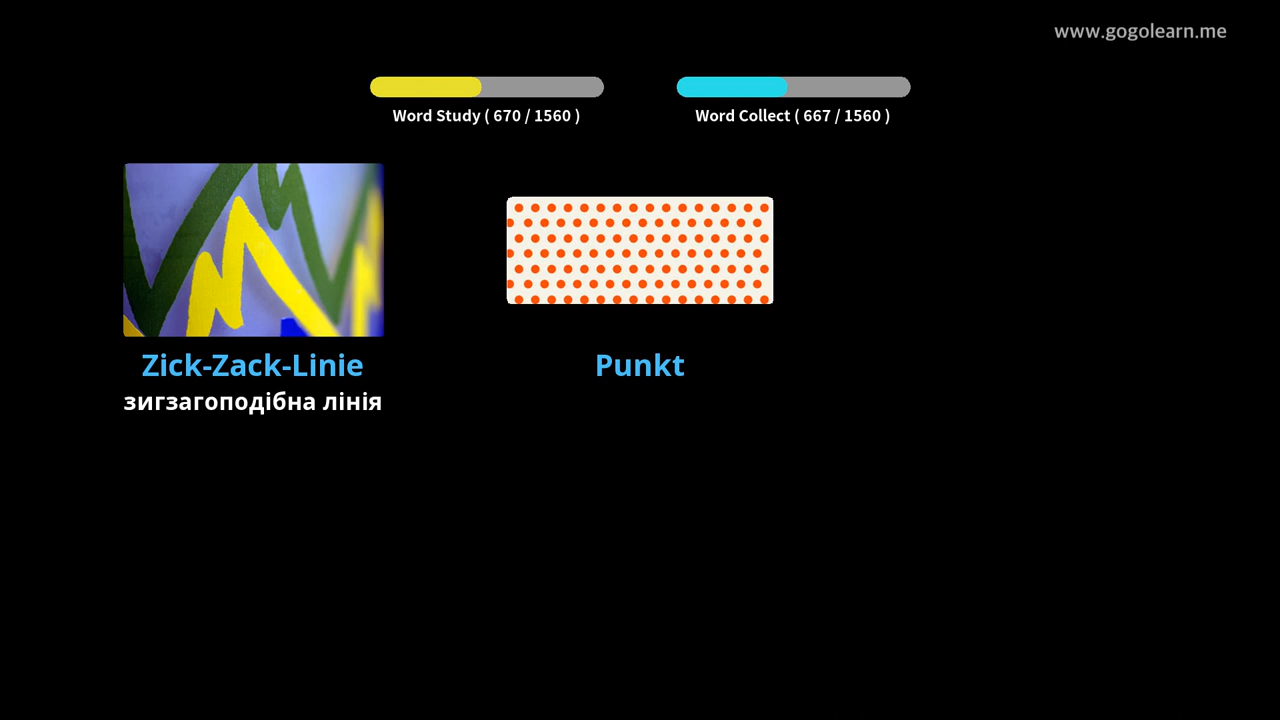 www.gogolearn.me
Word Study ( 670 / 1560 )
Word Collect ( 667 / 1560 )
Zick-Zack-Linie
зигзагоподібна лінія
Punkt